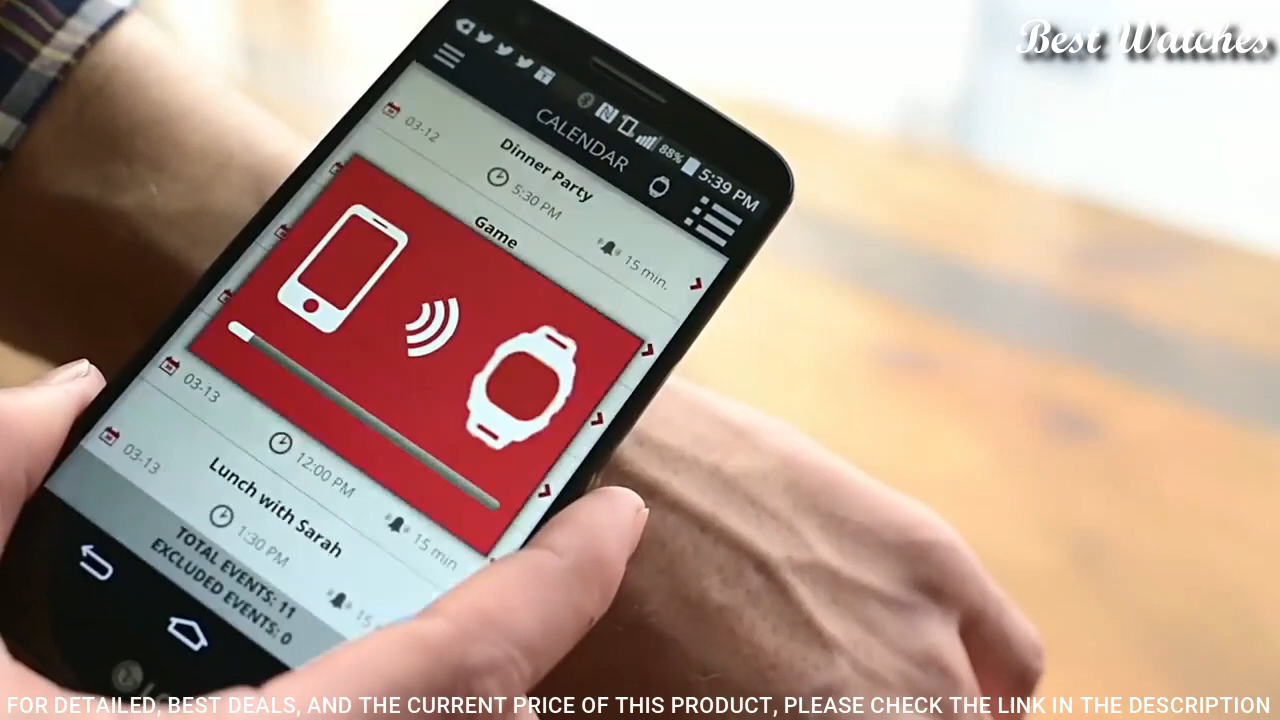 Best Watches
88% 5:39 PM
CALENDAR
03-12
Dinner Party
5:30 PM
15 min.
Game
03-13
12:00 PM
15 min
03-13
Lunch with Sarah
1:30 PM
TOTAL EVENTS: 11
EXCLUDED EVENTS: 0
FOR DETAILED, BEST DEALS, AND THE CURRENT PRICE OF THIS PRODUCT, PLEASE CHECK THE LINK IN THE DESCRIPTION